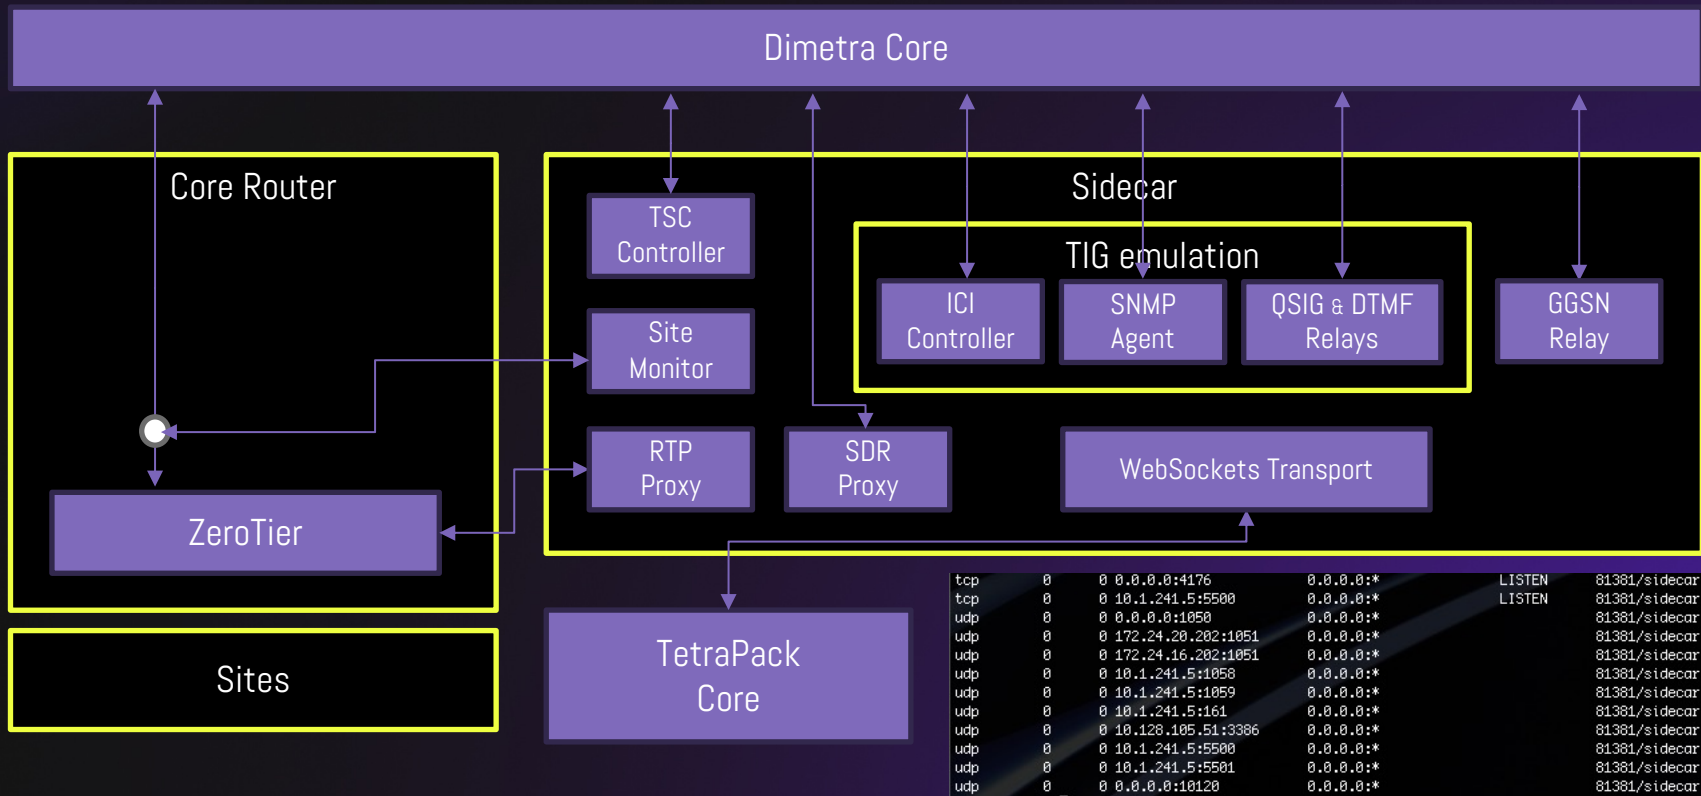 Dimetra Core
Core Router
Sidecar
TSC
Controller
TIG emulation
ICI
Controller
SNMP
Agent
QSIG & DTMF
Relays
GGSN
Relay
Site
Monitor
RTP
Proxy
SDR
Proxy
WebSockets Transport
ZeroTier
Sites
TetraPack
Core
tcp 0 0 0.0.0.0:4176 0.0.0.0:* LISTEN 81381/sidecar
tcp 0 0 10.1.241.5:5500 0.0.0.0:* LISTEN 81381/sidecar
udp 0 0 0.0.0.0:1050 0.0.0.0:* 81381/sidecar
udp 0 0 172.24.20.202:1051 0.0.0.0:* 81381/sidecar
udp 0 0 172.24.16.202:1051 0.0.0.0:* 81381/sidecar
udp 0 0 10.1.241.5:1058 0.0.0.0:* 81381/sidecar
udp 0 0 10.1.241.5:1059 0.0.0.0:* 81381/sidecar
udp 0 0 10.1.241.5:161 0.0.0.0:* 81381/sidecar
udp 0 0 10.128.105.51:3386 0.0.0.0:* 81381/sidecar
udp 0 0 10.1.241.5:5500 0.0.0.0:* 81381/sidecar
udp 0 0 10.1.241.5:5501 0.0.0.0:* 81381/sidecar
udp 0 0 0.0.0.0:10120 0.0.0.0:* 81381/sidecar